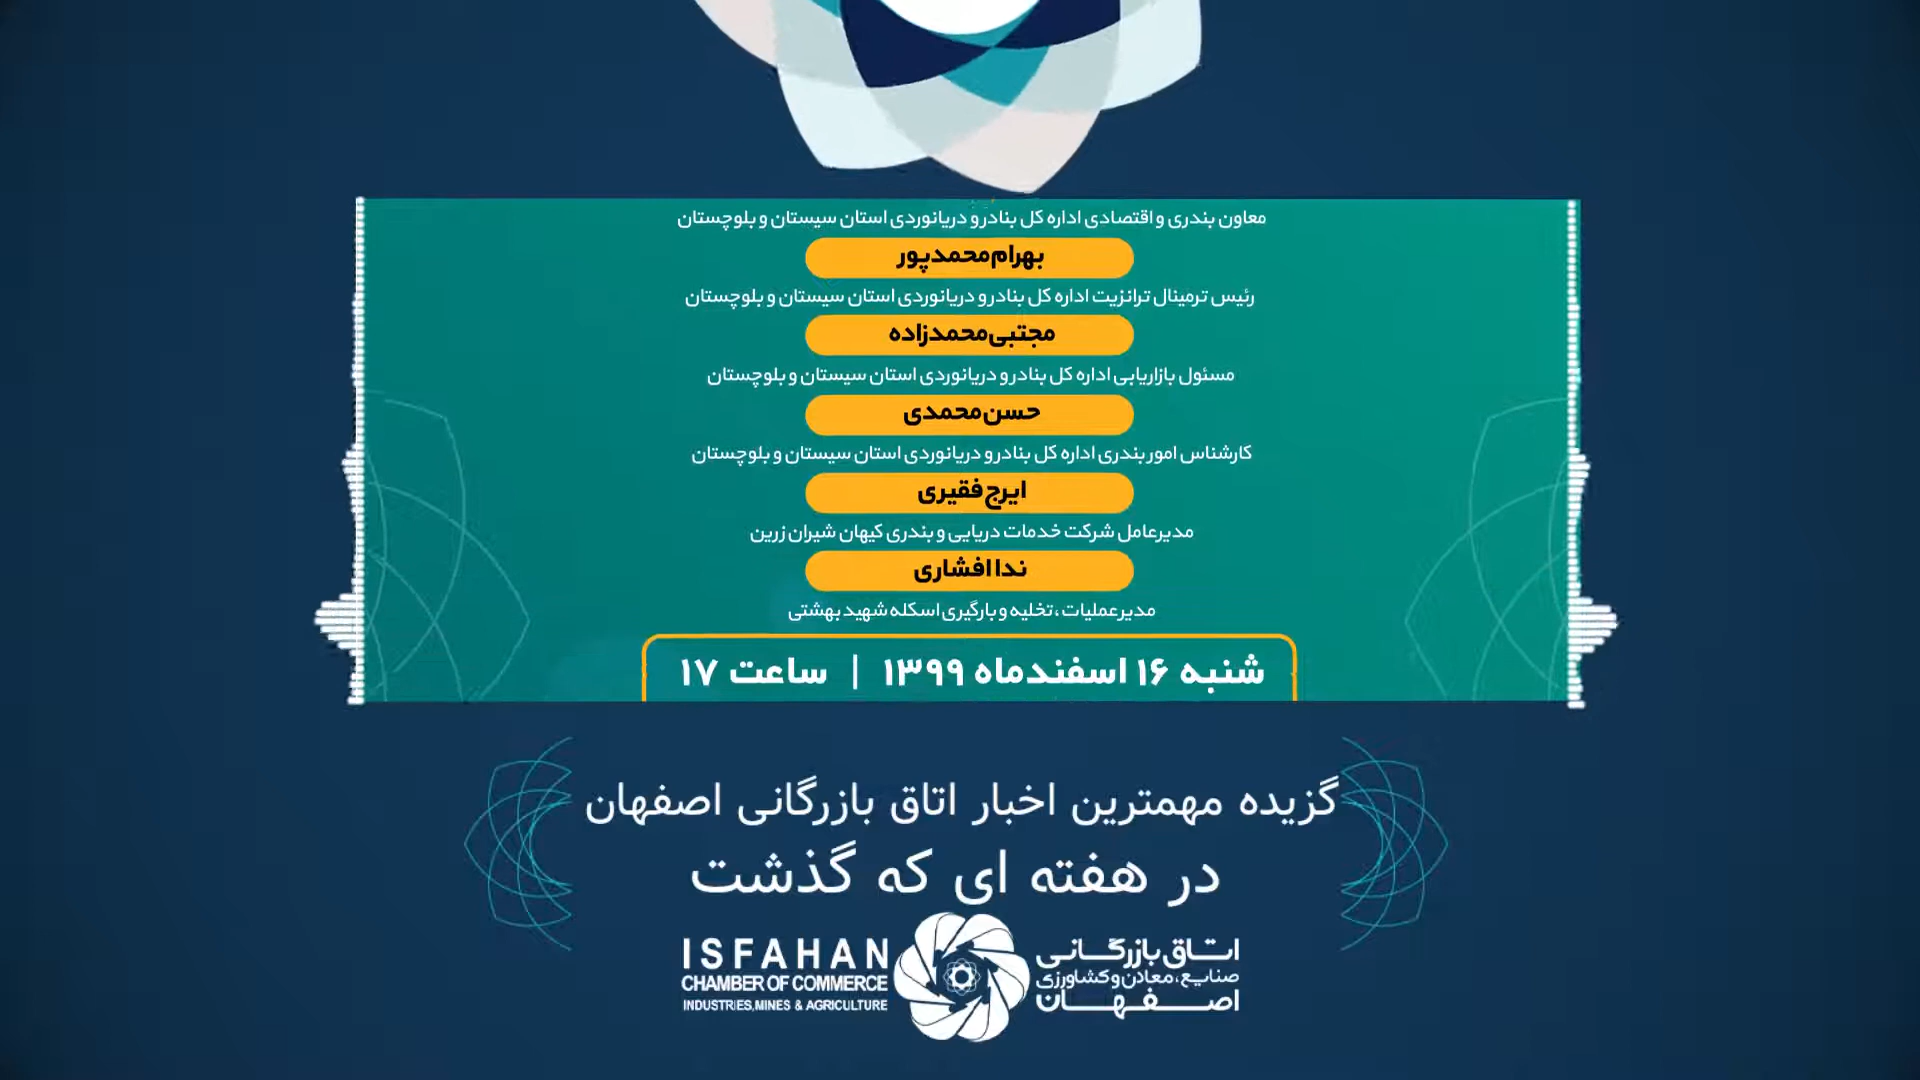 معاون بندری و اقتصادی اداره کل بنادر و دریانوردی استان سیستان و بلوچستان
بهرام محمدپور
رئیس ترمینال ترانزیت اداره کل بنادر و دریانوردی استان سیستان و بلوچستان
مجتبی محمدزاده
مسئول بازاریابی اداره کل بنادر و دریانوردی استان سیستان و بلوچستان
حسن محمدی
کارشناس امور بندری اداره کل بنادر و دریانوردی استان سیستان و بلوچستان
ایرج فقیری
مدیرعامل شرکت خدمات دریایی و بندری کیهان شیران زرین
ندا افشاری
مدیر عملیات، تخلیه و بارگیری اسکله شهید بهشتی
شنبه ۱۶ اسفندماه ۱۳۹۹ | ساعت ۱۷
گزیده مهمترین اخبار اتاق بازرگانی اصفهان
در هفته ای که گذشت
اتاق بازرگانی
صنایع، معادن و کشاورزی
اصفهان
ISFAHAN
CHAMBER OF COMMERCE
INDUSTRIES,MINES & AGRICULTURE